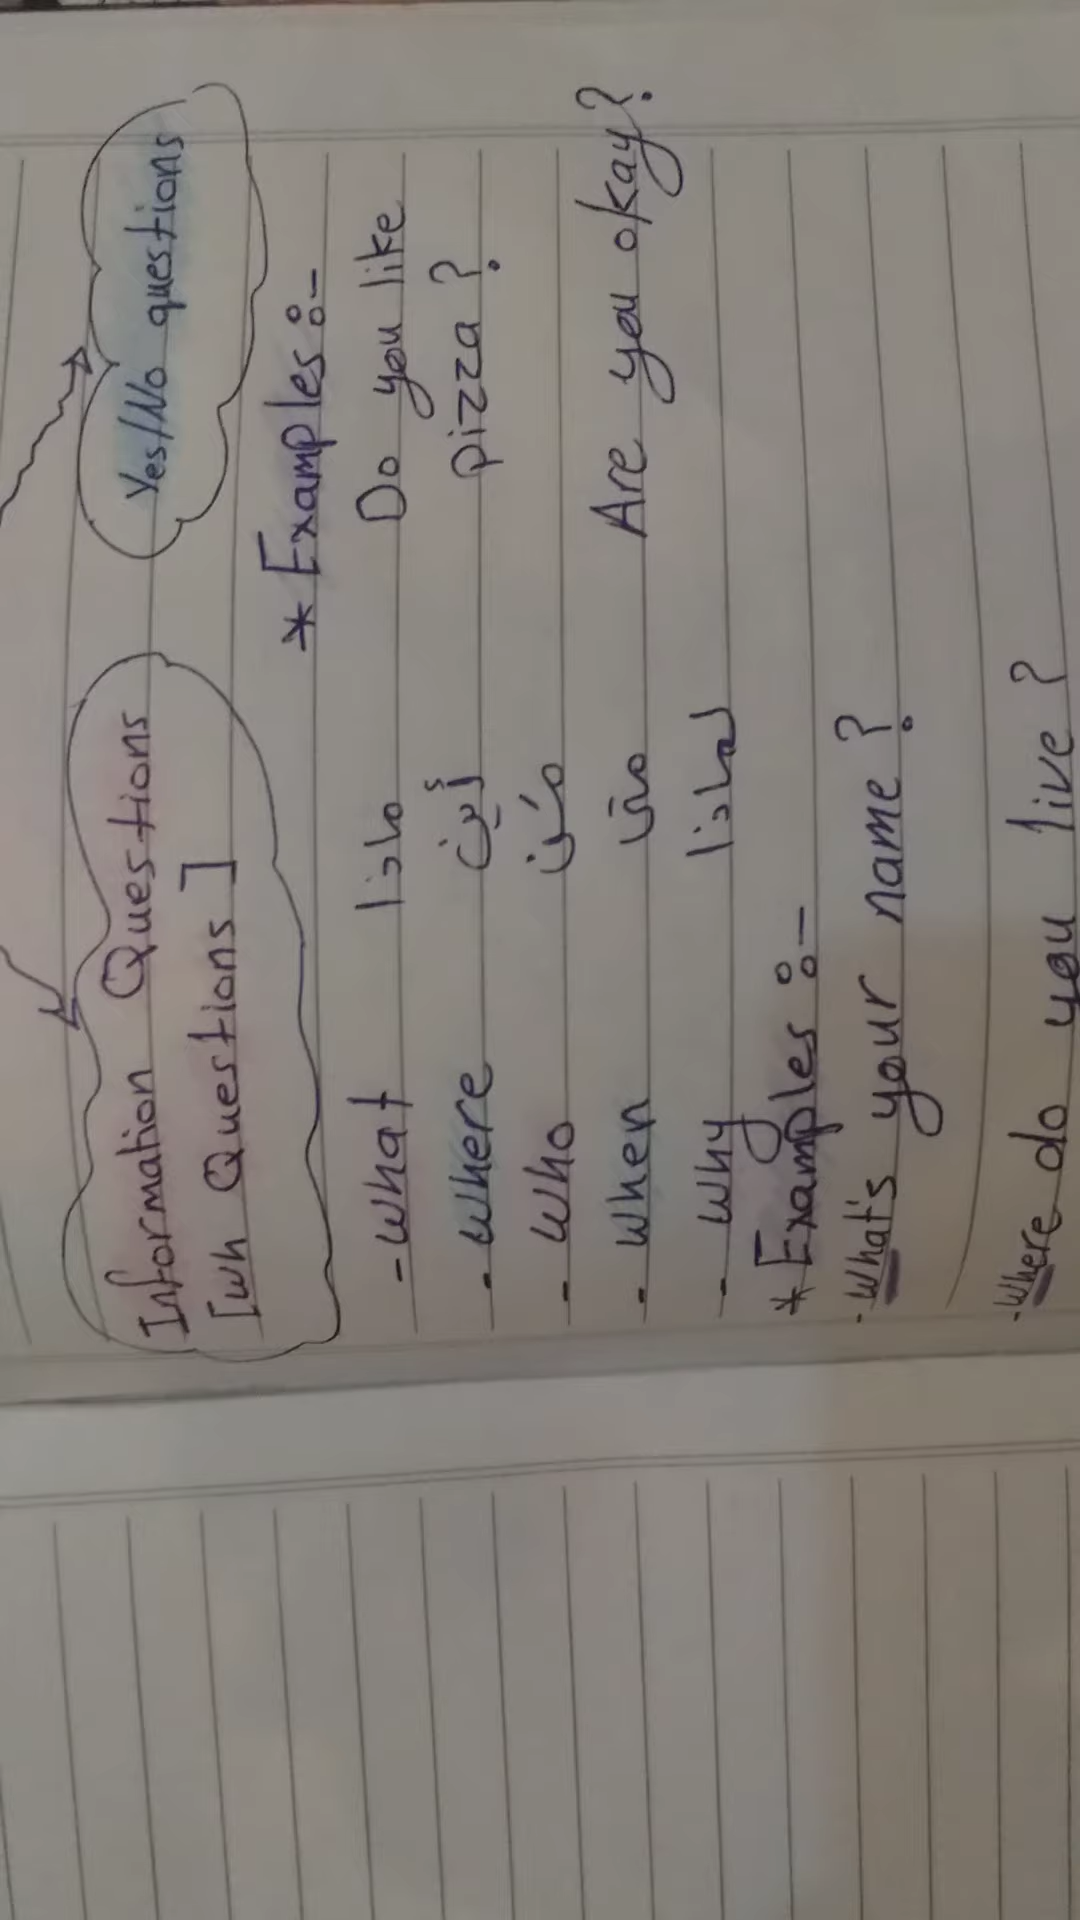 Information Questions
[Wh Questions]
- What ماذا
- Where أين
- Who مَن
- When متى
- Why لماذا
* Examples :-
- What's your name?
- Where do you live?
Yes/No questions
* Examples :-
Do you like
pizza?
Are you okay?